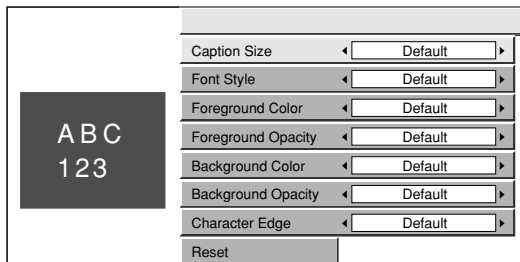 ABC
123
Caption Size Default
Font Style Default
Foreground Color Default
Foreground Opacity Default
Background Color Default
Background Opacity Default
Character Edge Default
Reset